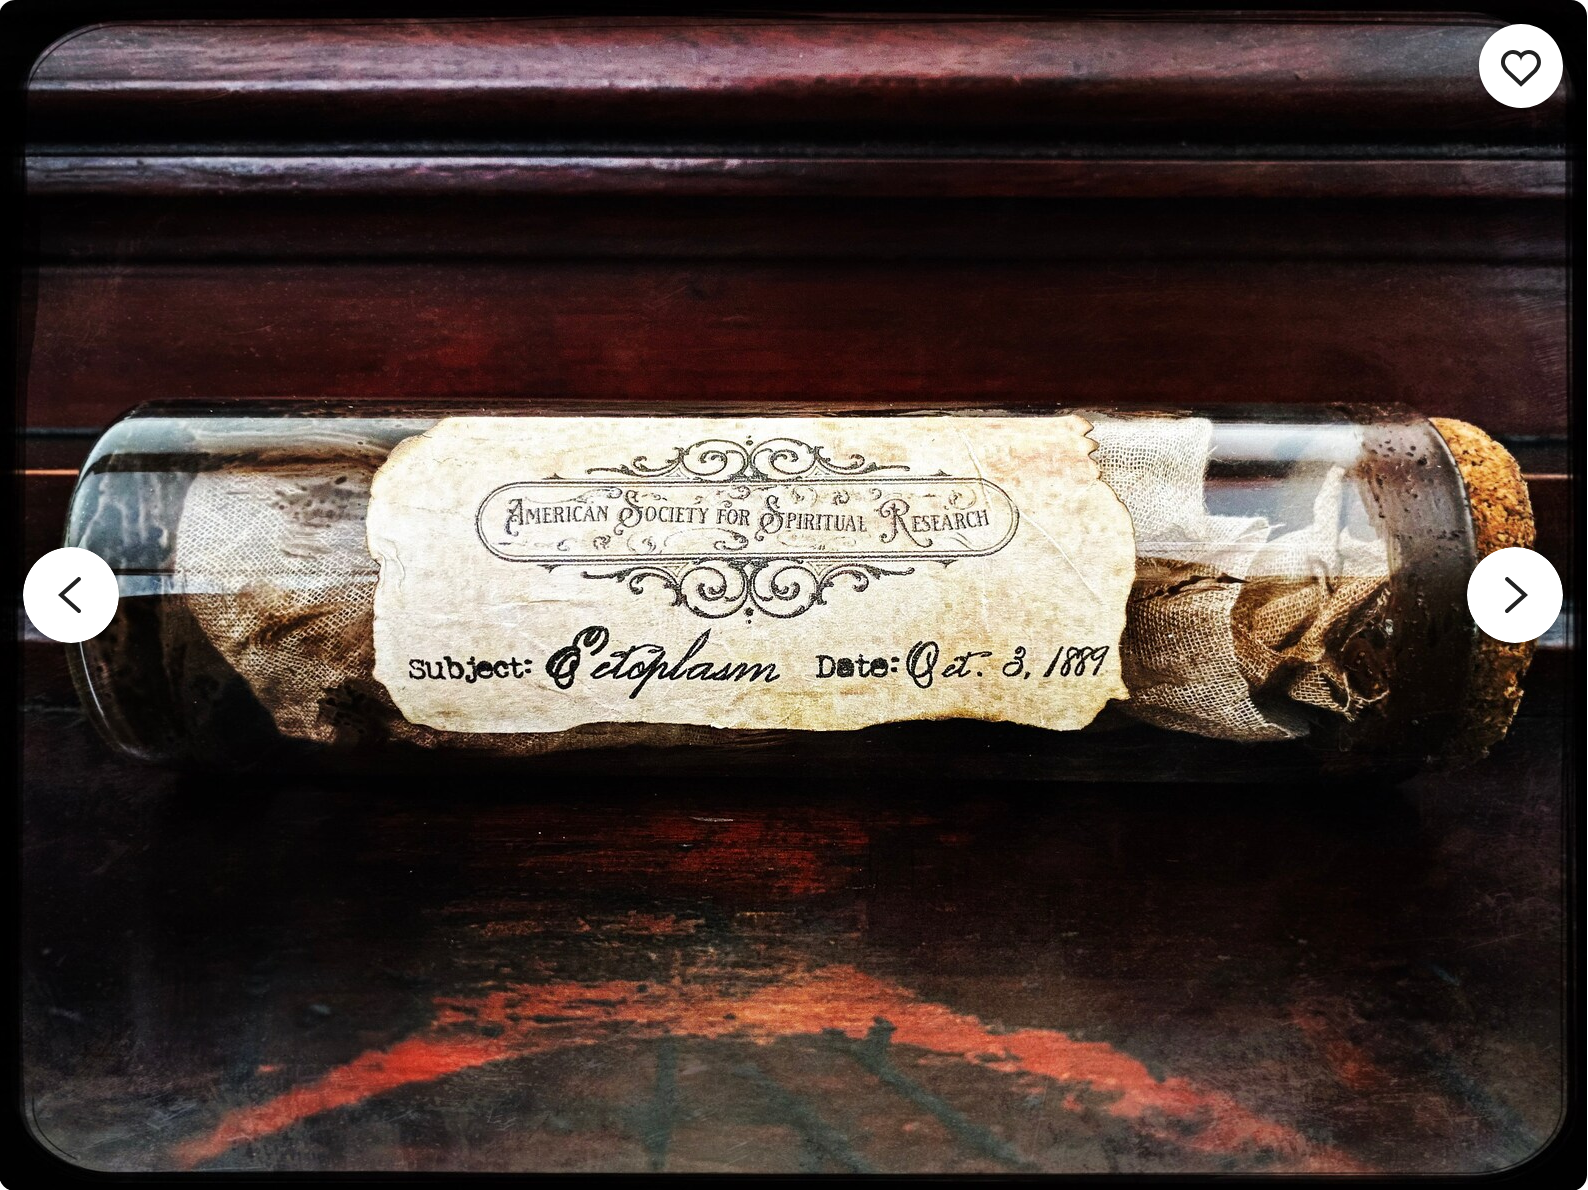 American Society for Spiritual Research
Subject: Ectoplasm Date: Oct. 3, 1889